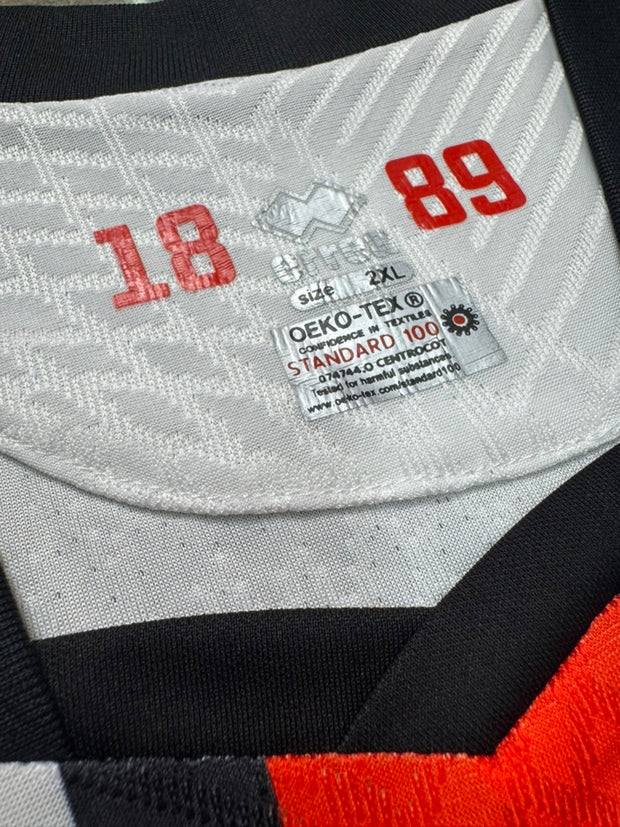 18 89
errea
size 2XL
OEKO-TEX ®
CONFIDENCE IN TEXTILES
STANDARD 100
074744.O CENTROCOT
Tested for harmful substances
www.oeko-tex.com/standard100